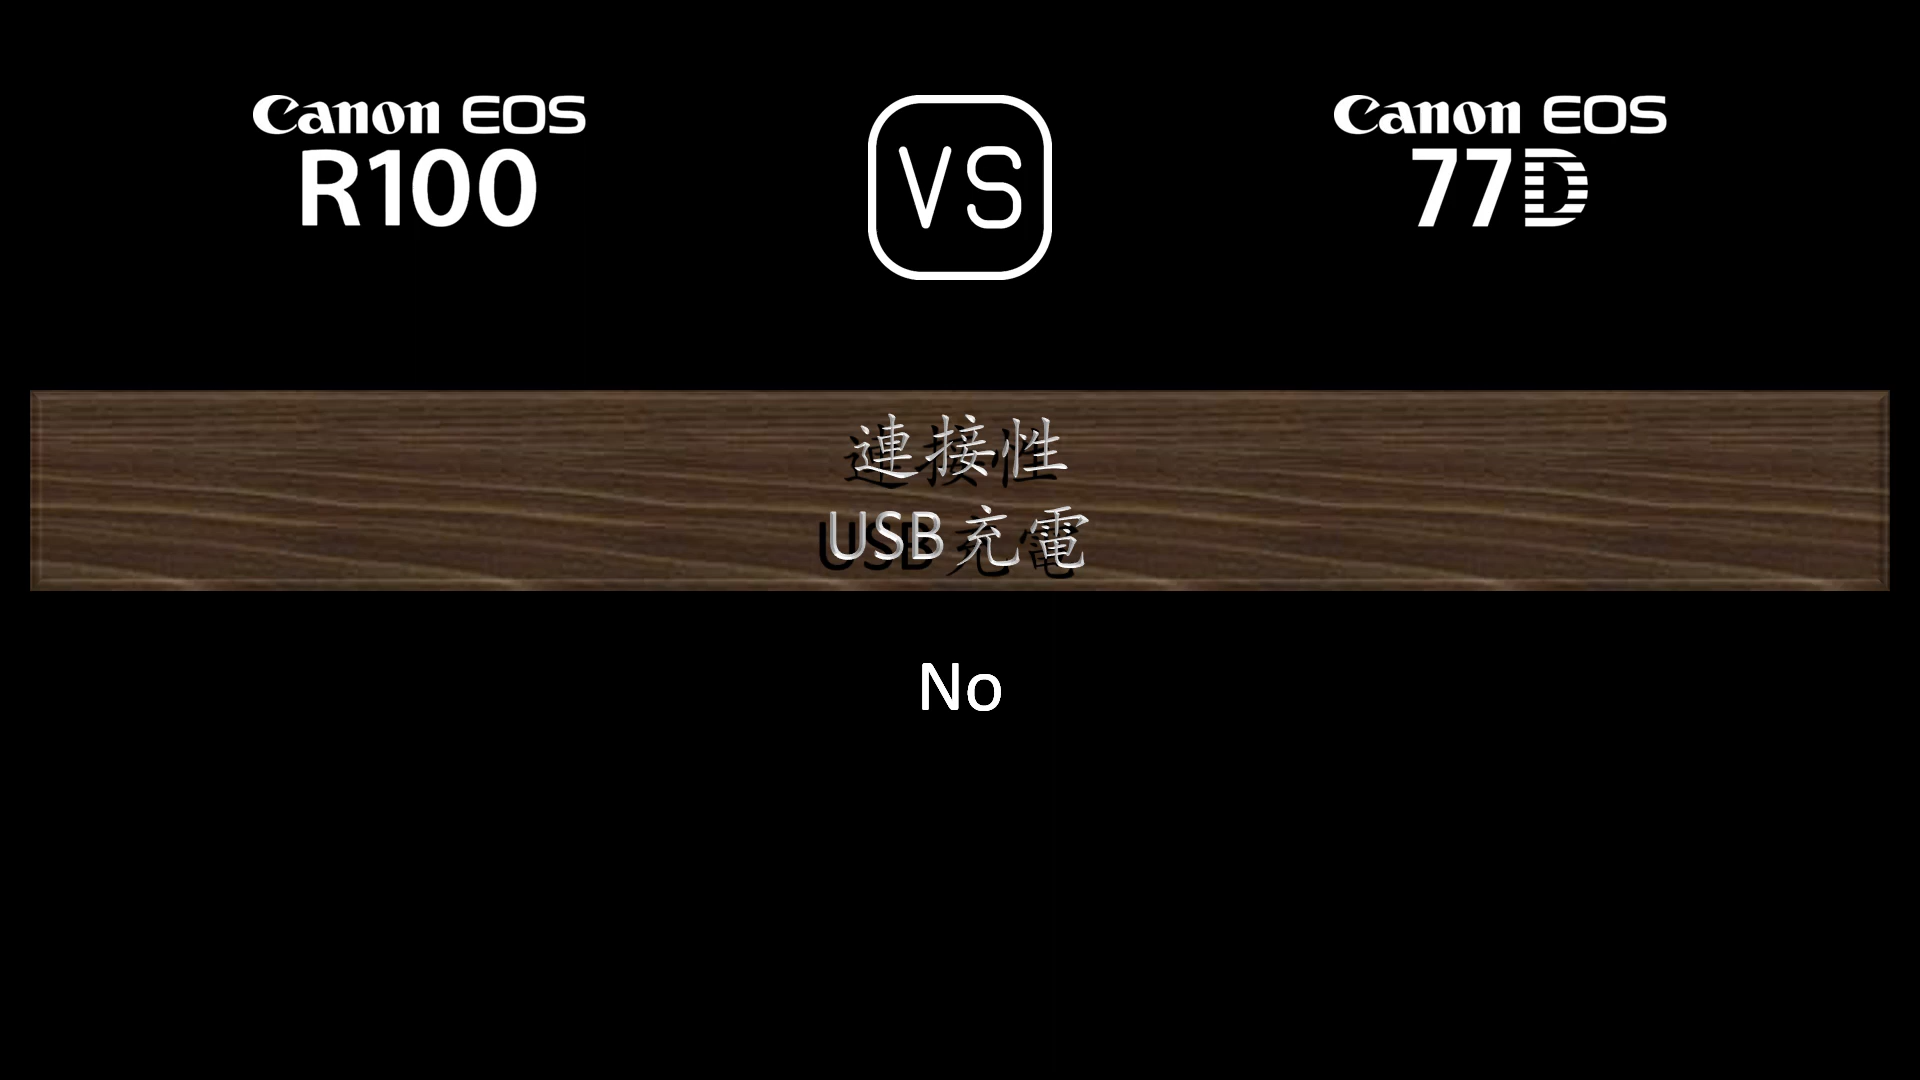 Canon EOS
R100
VS
Canon EOS
77D
連接性
USB 充電
No